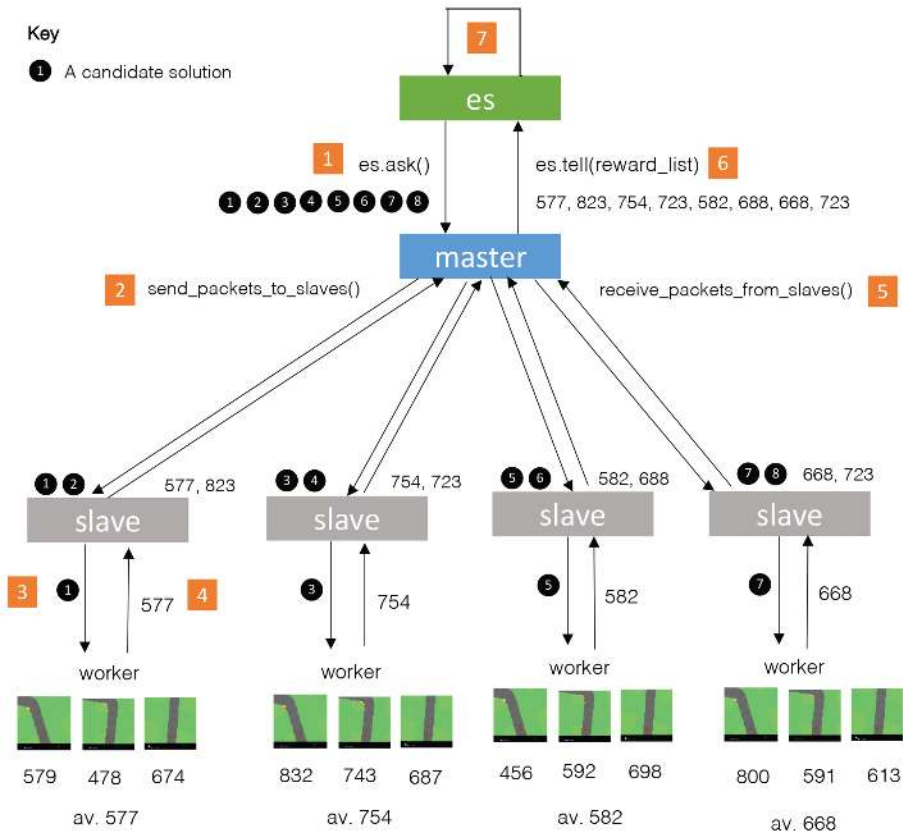 Key
1 A candidate solution
7
es
1 es.ask()
es.tell(reward_list) 6
1 2 3 4 5 6 7 8
577, 823, 754, 723, 582, 688, 668, 723
master
2 send_packets_to_slaves()
receive_packets_from_slaves() 5
1 2
577, 823
3 4
754, 723
5 6
582, 688
7 8
668, 723
slave
slave
slave
slave
3
1
577
4
3
754
5
582
7
668
worker
worker
worker
worker
579 478 674
832 743 687
456 592 698
800 591 613
av. 577
av. 754
av. 582
av. 668